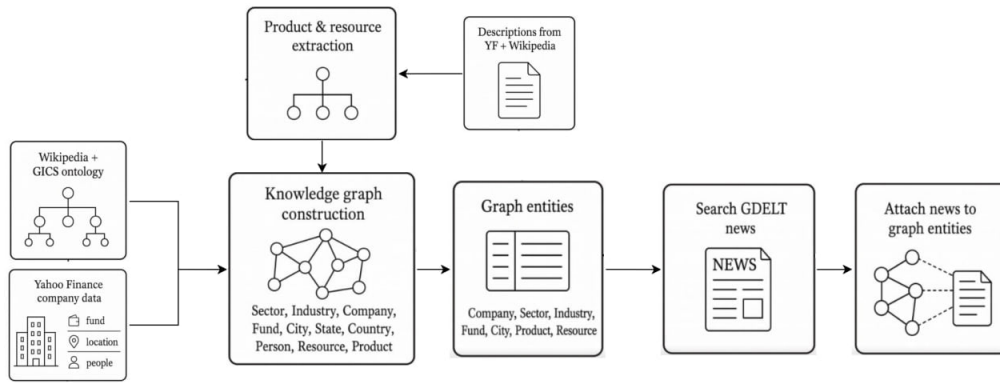 Product & resource
extraction
Descriptions from
YF + Wikipedia
Wikipedia +
GICS ontology
Yahoo Finance
company data
fund
location
people
Knowledge graph
construction
Sector, Industry, Company,
Fund, City, State, Country,
Person, Resource, Product
Graph entities
Company, Sector, Industry,
Fund, City, Product, Resource
Search GDELT
news
NEWS
Attach news to
graph entities